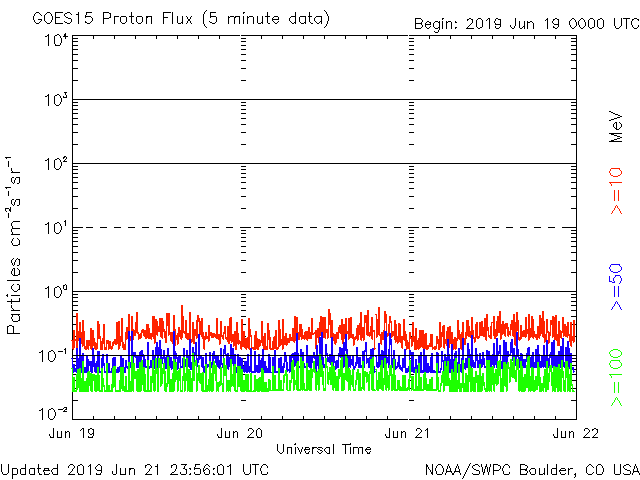 GOES15 Proton Flux (5 minute data)
Begin: 2019 Jun 19 0000 UTC
10⁴
10³
10²
10¹
10⁰
10⁻¹
10⁻²
Particles cm⁻²s⁻¹sr⁻¹
MeV
>=10
>=50
>=100
Jun 19
Jun 20
Jun 21
Jun 22
Universal Time
Updated 2019 Jun 21 23:56:01 UTC
NOAA/SWPC Boulder, CO USA